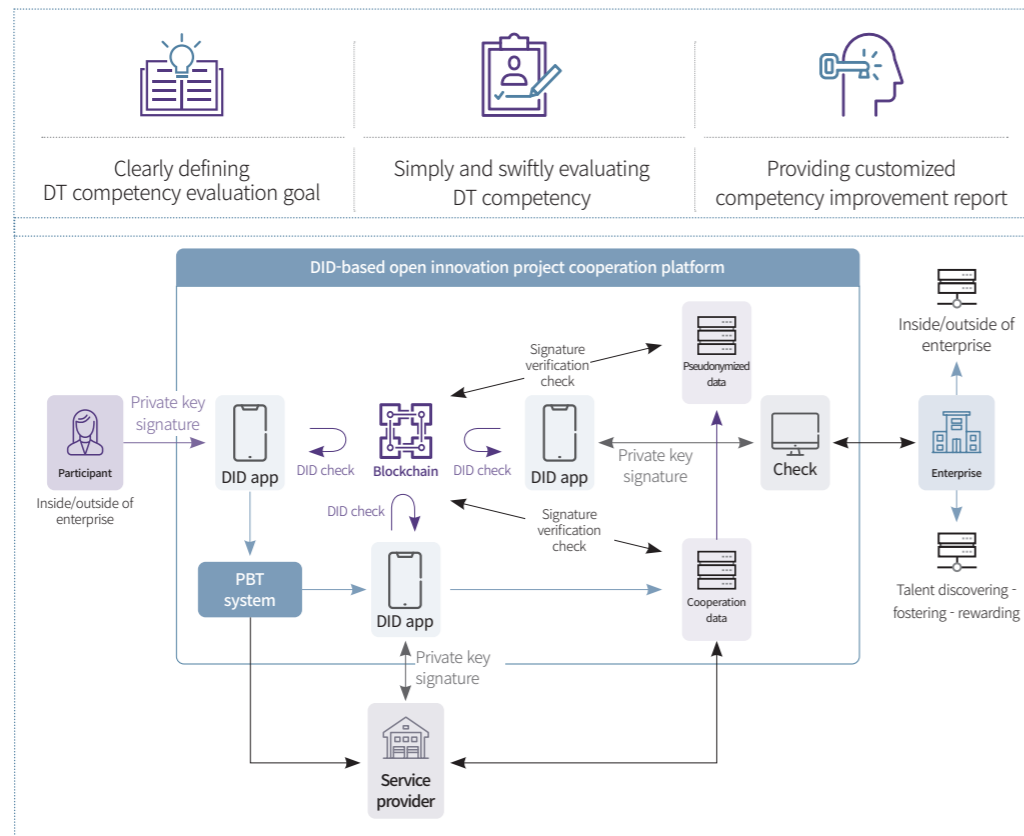 Clearly defining
DT competency evaluation goal
Simply and swiftly evaluating
DT competency
Providing customized
competency improvement report
DID-based open innovation project cooperation platform
Inside/outside of
enterprise
Signature
verification
check
Pseudonymized
data
Private key
signature
Participant
Inside/outside of
enterprise
DID app
DID check
Blockchain
DID check
DID app
Private key
signature
Check
Enterprise
DID check
Signature
verification
check
PBT
system
DID app
Cooperation
data
Talent discovering -
fostering - rewarding
Private key
signature
Service
provider